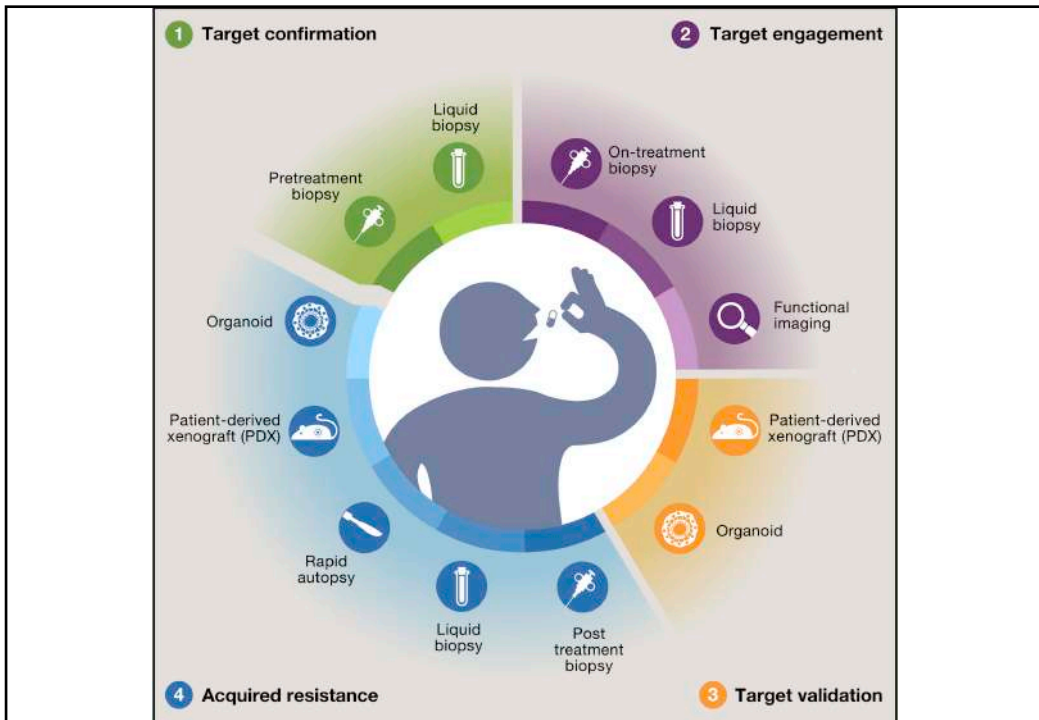 1 Target confirmation
2 Target engagement
Liquid
biopsy
Pretreatment
biopsy
On-treatment
biopsy
Liquid
biopsy
Functional
imaging
Organoid
Patient-derived
xenograft (PDX)
Rapid
autopsy
Liquid
biopsy
Post
treatment
biopsy
Patient-derived
xenograft (PDX)
Organoid
4 Acquired resistance
3 Target validation